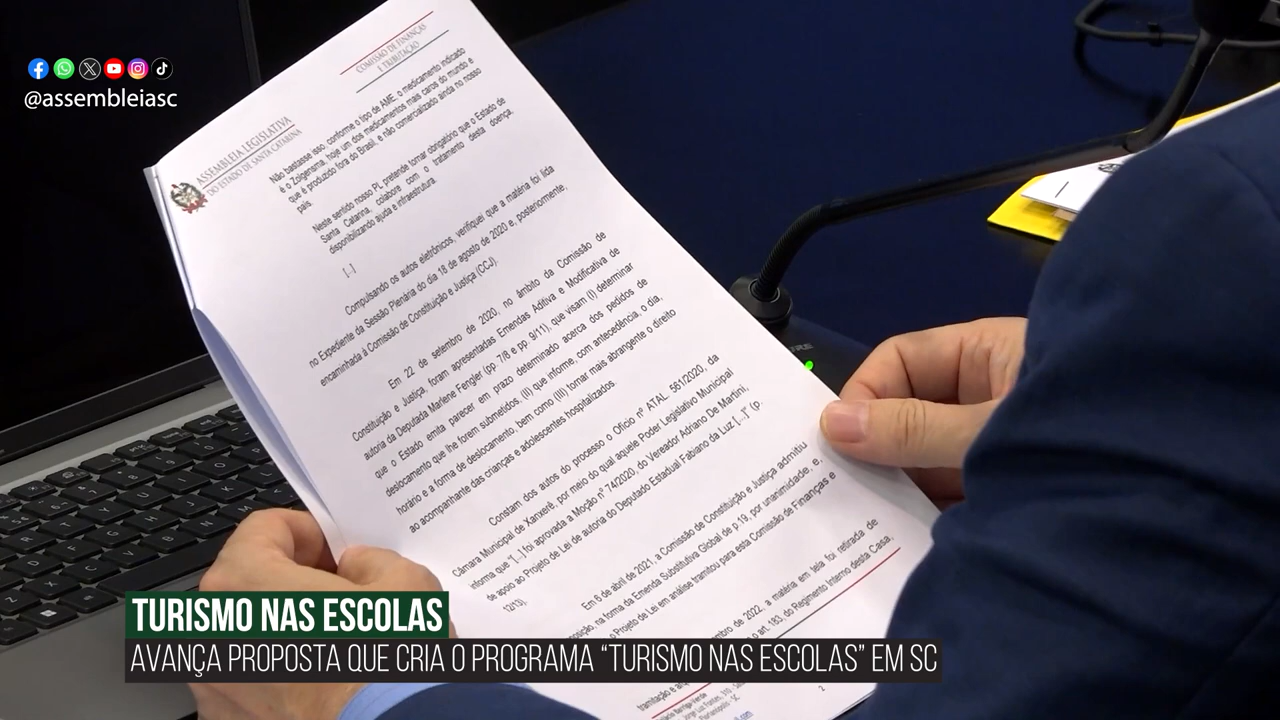 @assembleiasc
COMISSÃO DE FINANÇAS
E TRIBUTAÇÃO
ASSEMBLEIA LEGISLATIVA
DO ESTADO DE SANTA CATARINA
Não bastasse isso, conforme o tipo de AME, o medicamento indicado
é o Zolgensma, hoje um dos medicamentos mais caros do mundo e
que é produzido fora do Brasil, e não comercializado ainda no nosso
país.
Neste sentido nosso PL pretende tornar obrigatório que o Estado de
Santa Catarina, colabore com o tratamento desta doença,
disponibilizando ajuda e infraestrutura.
[...]
Compulsando os autos eletrônicos, verifiquei que a matéria foi lida
no Expediente da Sessão Plenária do dia 18 de agosto de 2020 e, posteriormente,
encaminhada à Comissão de Constituição e Justiça (CCJ).
Em 22 de setembro de 2020, no âmbito da Comissão de
Constituição e Justiça, foram apresentadas Emendas Aditiva e Modificativa de
autoria da Deputada Marlene Fengler (pp. 7/8 e pp. 9/11), que visam (I) determinar
que o Estado emita parecer em prazo determinado acerca dos pedidos de
deslocamento que lhe forem submetidos, (II) que informe, com antecedência, o dia,
horário e a forma de deslocamento, bem como (III) tornar mais abrangente o direito
ao acompanhante das crianças e adolescentes hospitalizados.
Constam dos autos do processo o Ofício nº ATAL 561/2020, da
Câmara Municipal de Xanxerê, por meio do qual aquele Poder Legislativo Municipal
informa que "[...] foi aprovada a Moção nº 74/2020, do Vereador Adriano De Martini,
de apoio ao Projeto de Lei de autoria do Deputado Estadual Fabiano da Luz [...]" (p.
12/13).
Em 6 de abril de 2021, a Comissão de Constituição e Justiça admitiu
posição, na forma da Emenda Substitutiva Global de p.19, por unanimidade, e,
o Projeto de Lei em análise tramitou para esta Comissão de Finanças e
mbro de 2022, a matéria em tela foi retirada de
o art. 183, do Regimento Interno desta Casa,
TURISMO NAS ESCOLAS
AVANÇA PROPOSTA QUE CRIA O PROGRAMA “TURISMO NAS ESCOLAS” EM SC
tramitação e
Florianópolis - SC
2